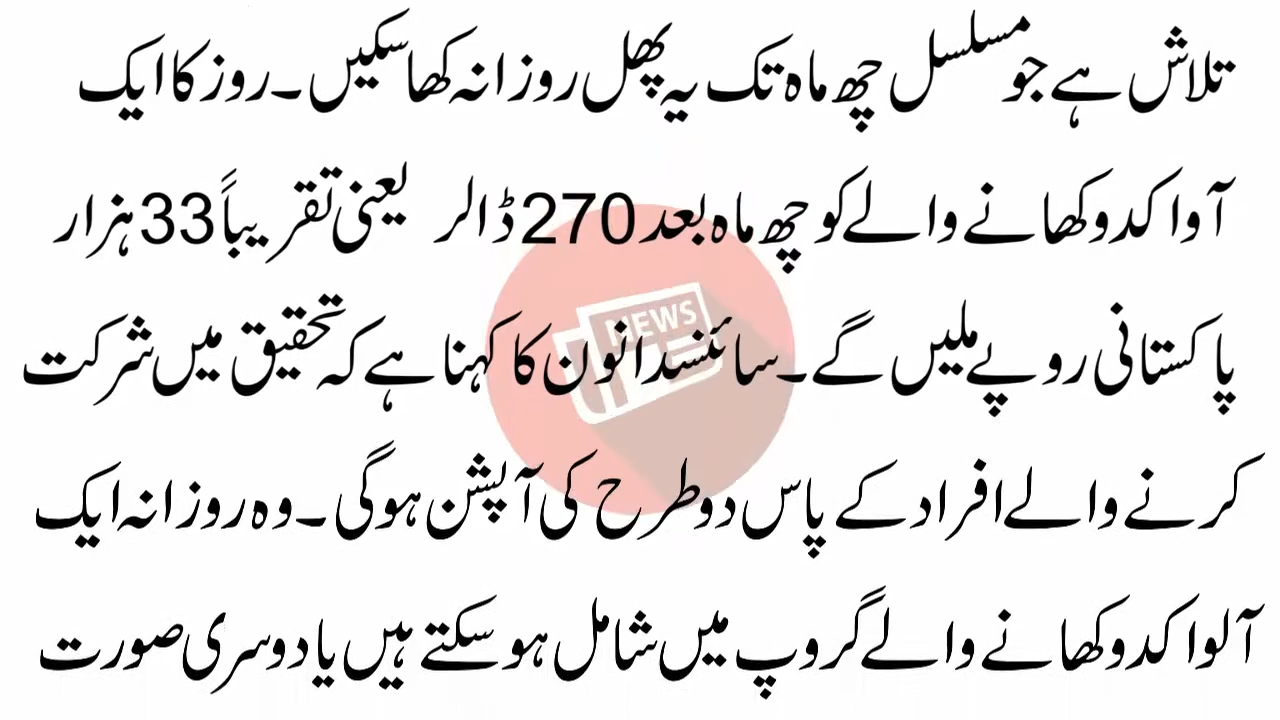 تلاش ہے جو مسلسل چھ ماہ تک یہ پھل روزانہ کھا سکیں۔ روز کا ایک
آواکدو کھانے والے کو چھ ماہ بعد 270 ڈالر یعنی تقریباً 33 ہزار
پاکستانی روپے ملیں گے۔ سائنسدانون کا کہنا ہے کہ تحقیق میں شرکت
NEWS
کرنے والے افراد کے پاس دو طرح کی آپشن ہوگی۔ وہ روزانہ ایک
آلواکدو کھانے والے گروپ میں شامل ہوسکتے ہیں یا دوسری صورت